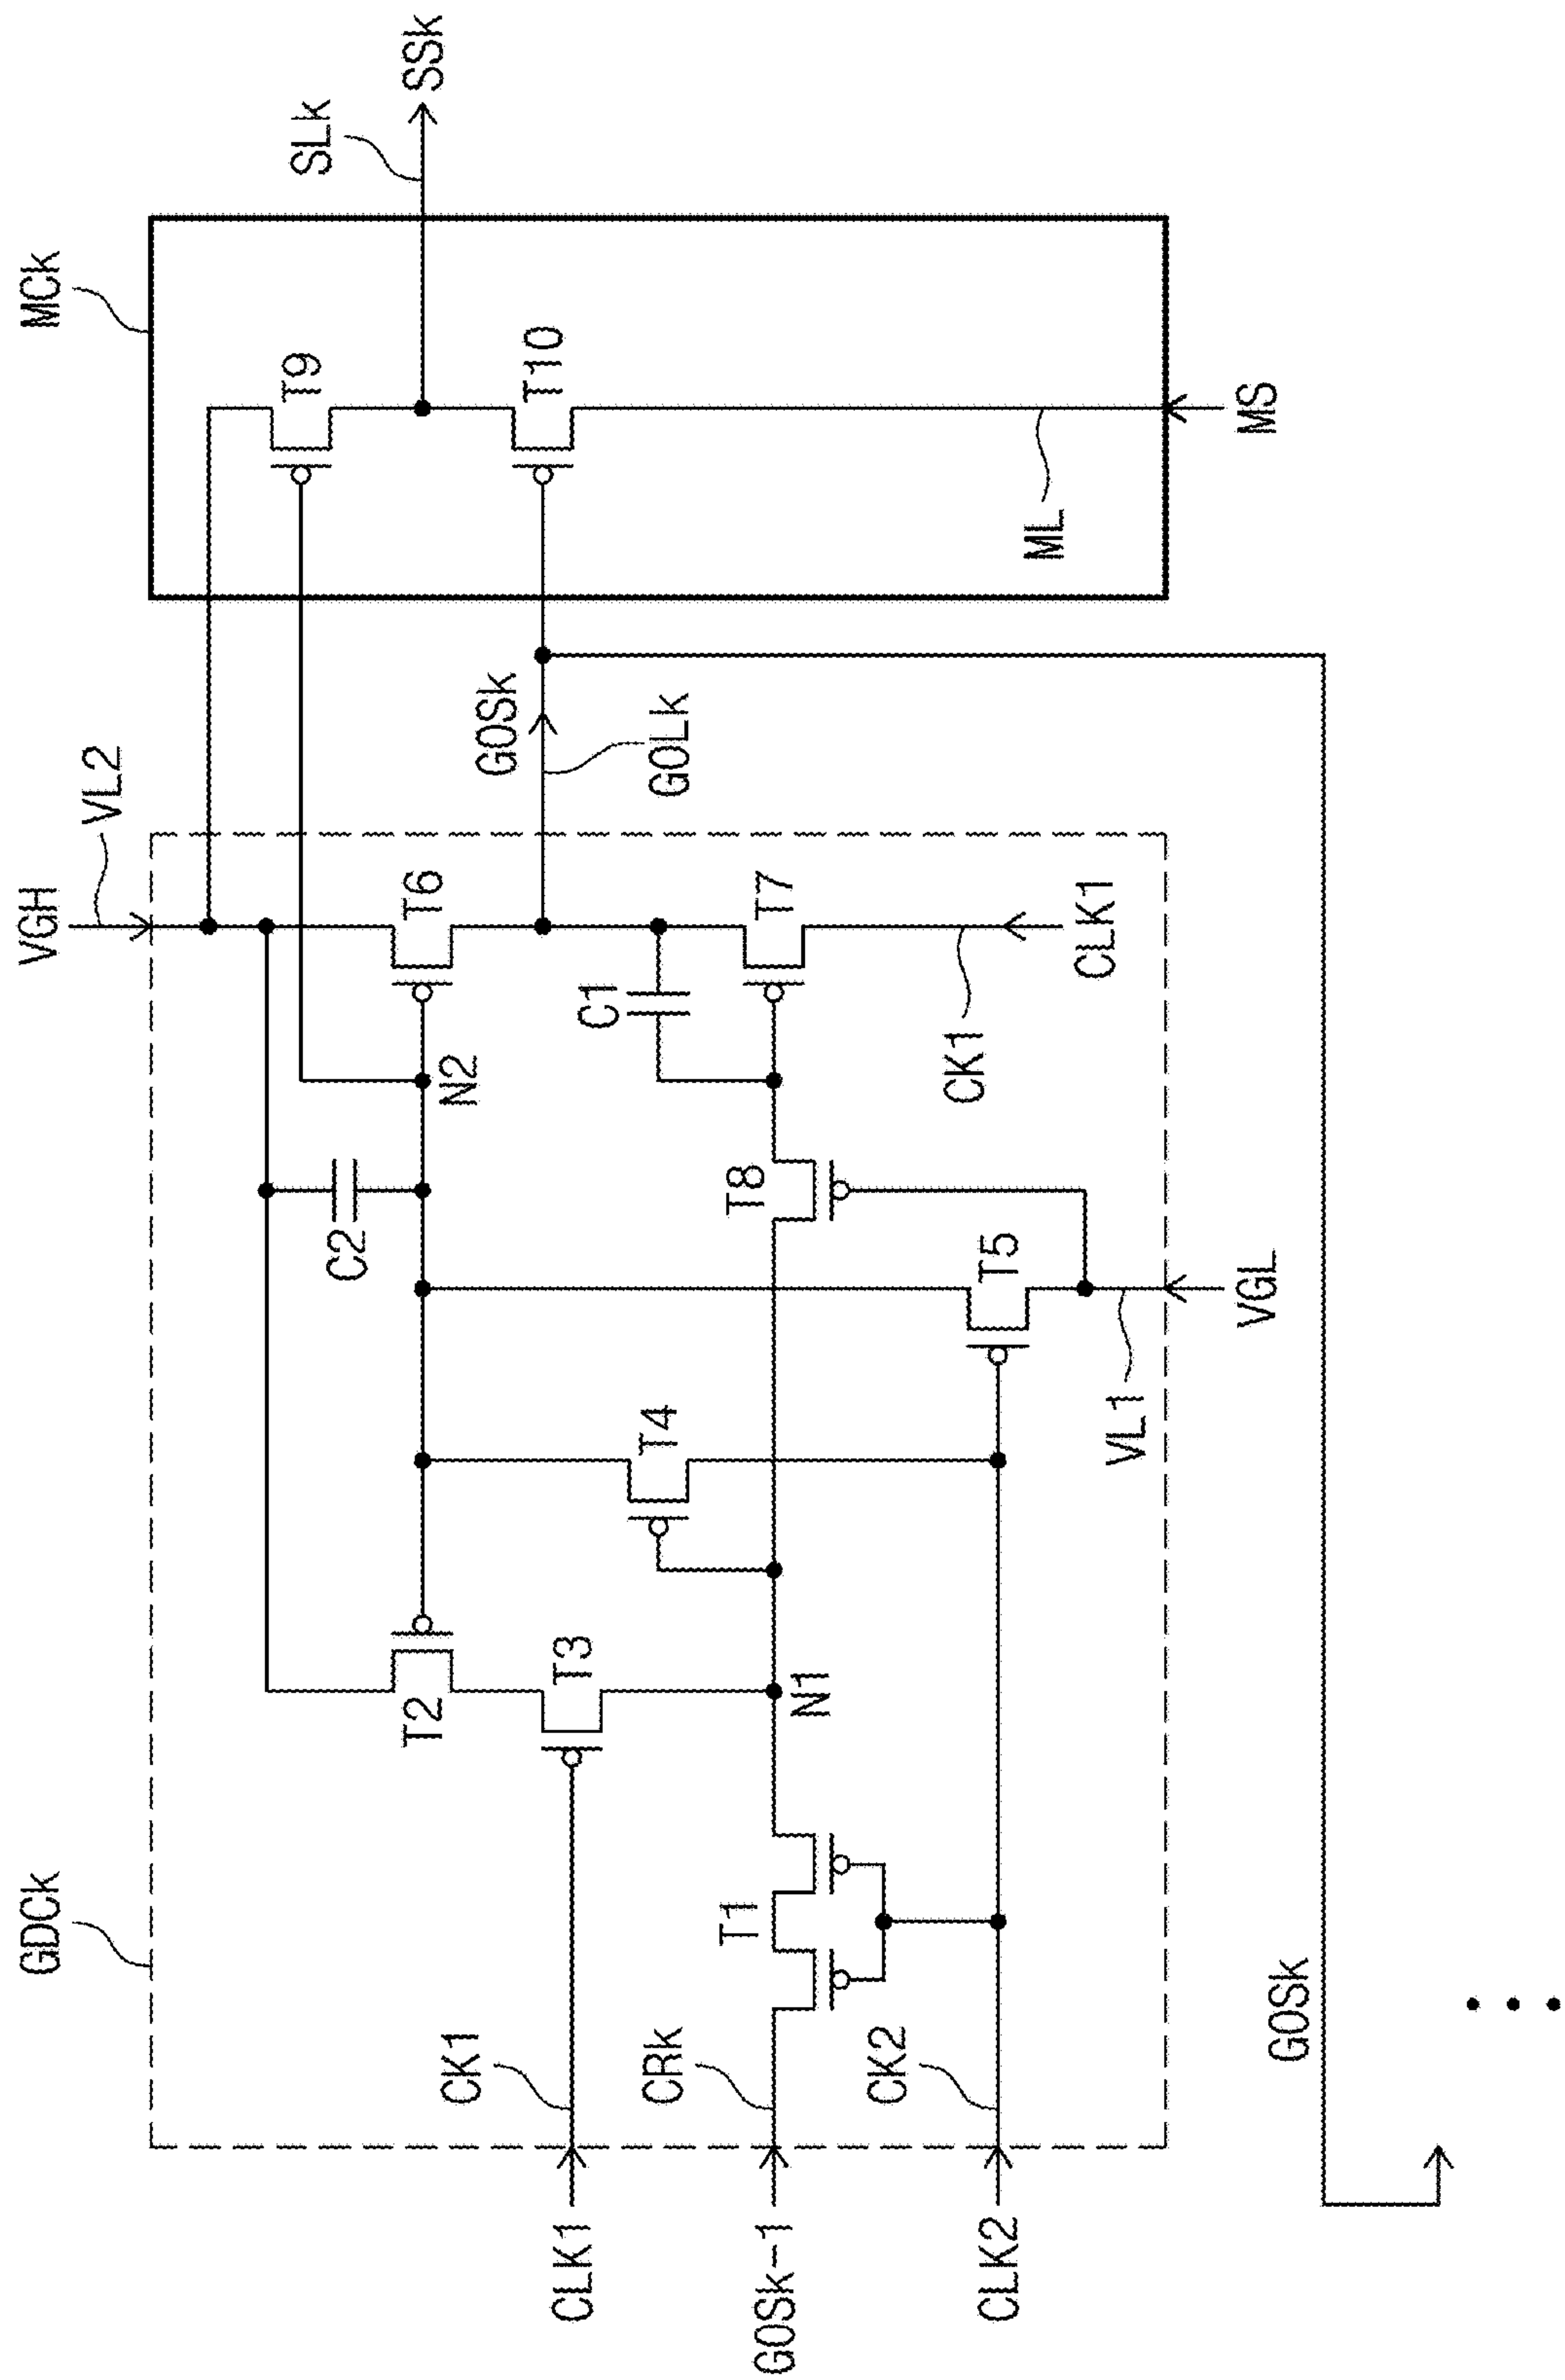 GDCk
VGH
VL2
MCk
SLk
SSk
T9
T10
ML
MS
GOSk
GOLk
T6
T7
N2
C1
C2
CLK1
CK1
T8
T5
VGL
VL1
T4
T2
T3
N1
T1
CK1
CRk
CK2
CLK1
GOSk-1
CLK2
GOSk